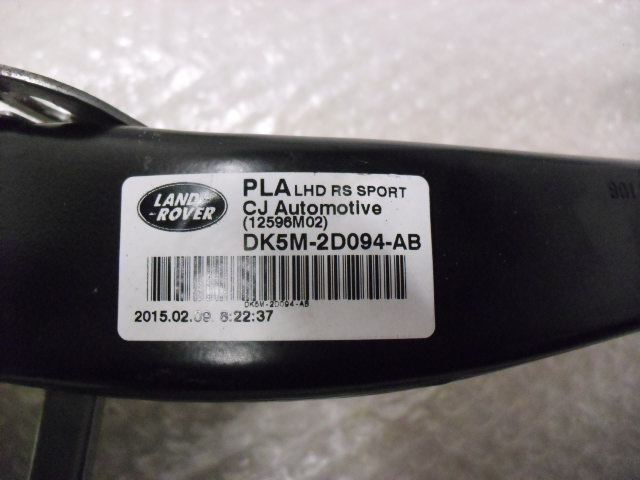 LAND-
-ROVER
PLA LHD RS SPORT
CJ Automotive
(12596M02)
DK5M-2D094-AB
DK5M-2D094-AB
2015.02.09. 6:22:37